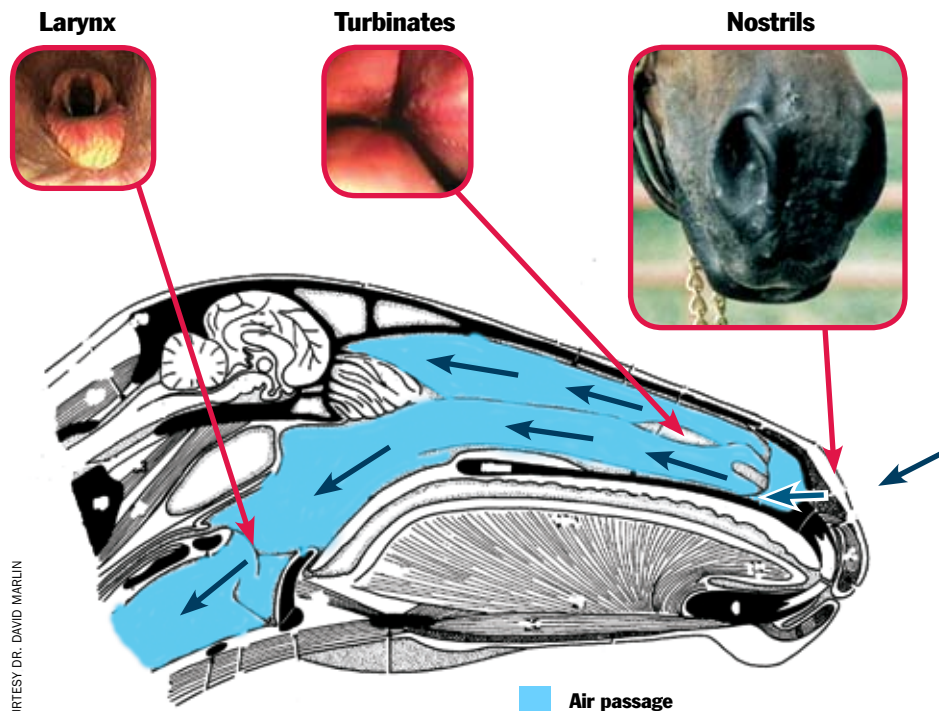 Larynx
Turbinates
Nostrils
RTESY DR. DAVID MARLIN
Air passage